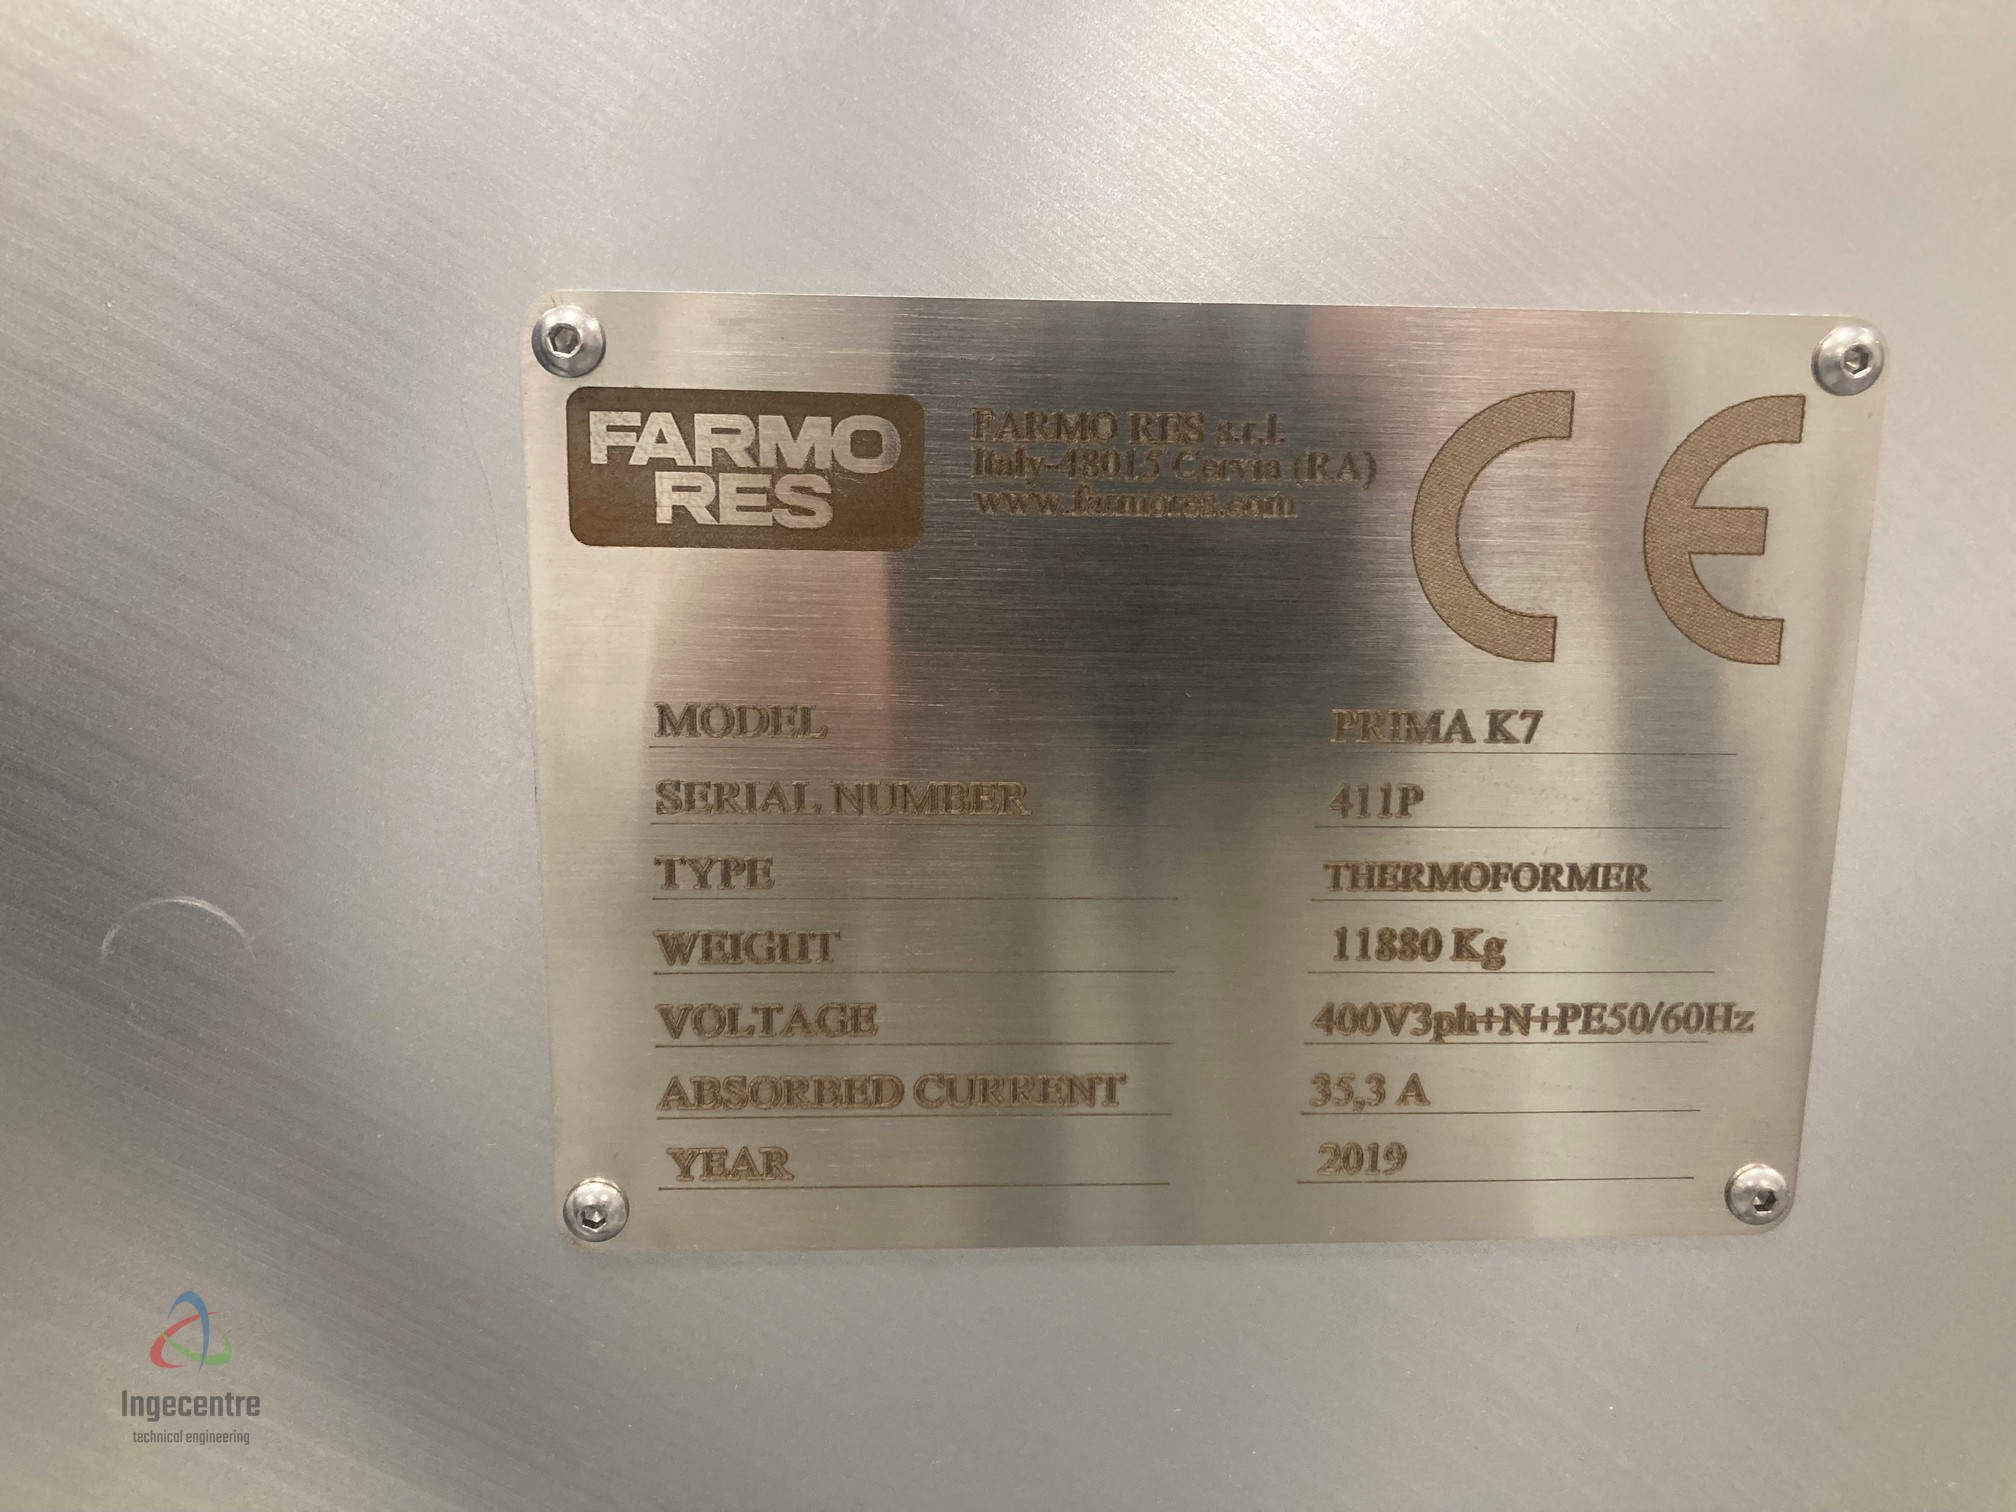 FARMO
RES
FARMO RES s.r.l.
Italy-48015 Cervia (RA)
www.farmores.com
CE
MODEL PRIMA K7
SERIAL NUMBER 411P
TYPE THERMOFORMER
WEIGHT 11880 Kg
VOLTAGE 400V3ph+N+PE50/60Hz
ABSORBED CURRENT 35,3 A
YEAR 2019
Ingecentre
technical engineering